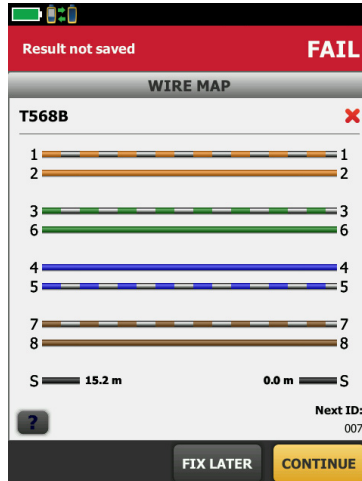 Result not saved FAIL
WIRE MAP
T568B
1 1
2 2
3 3
6 6
4 4
5 5
7 7
8 8
S 15.2 m 0.0 m S
? Next ID:
007
FIX LATER CONTINUE